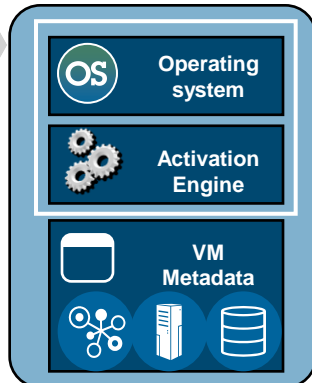 OS
Operating
system
Activation
Engine
VM
Metadata